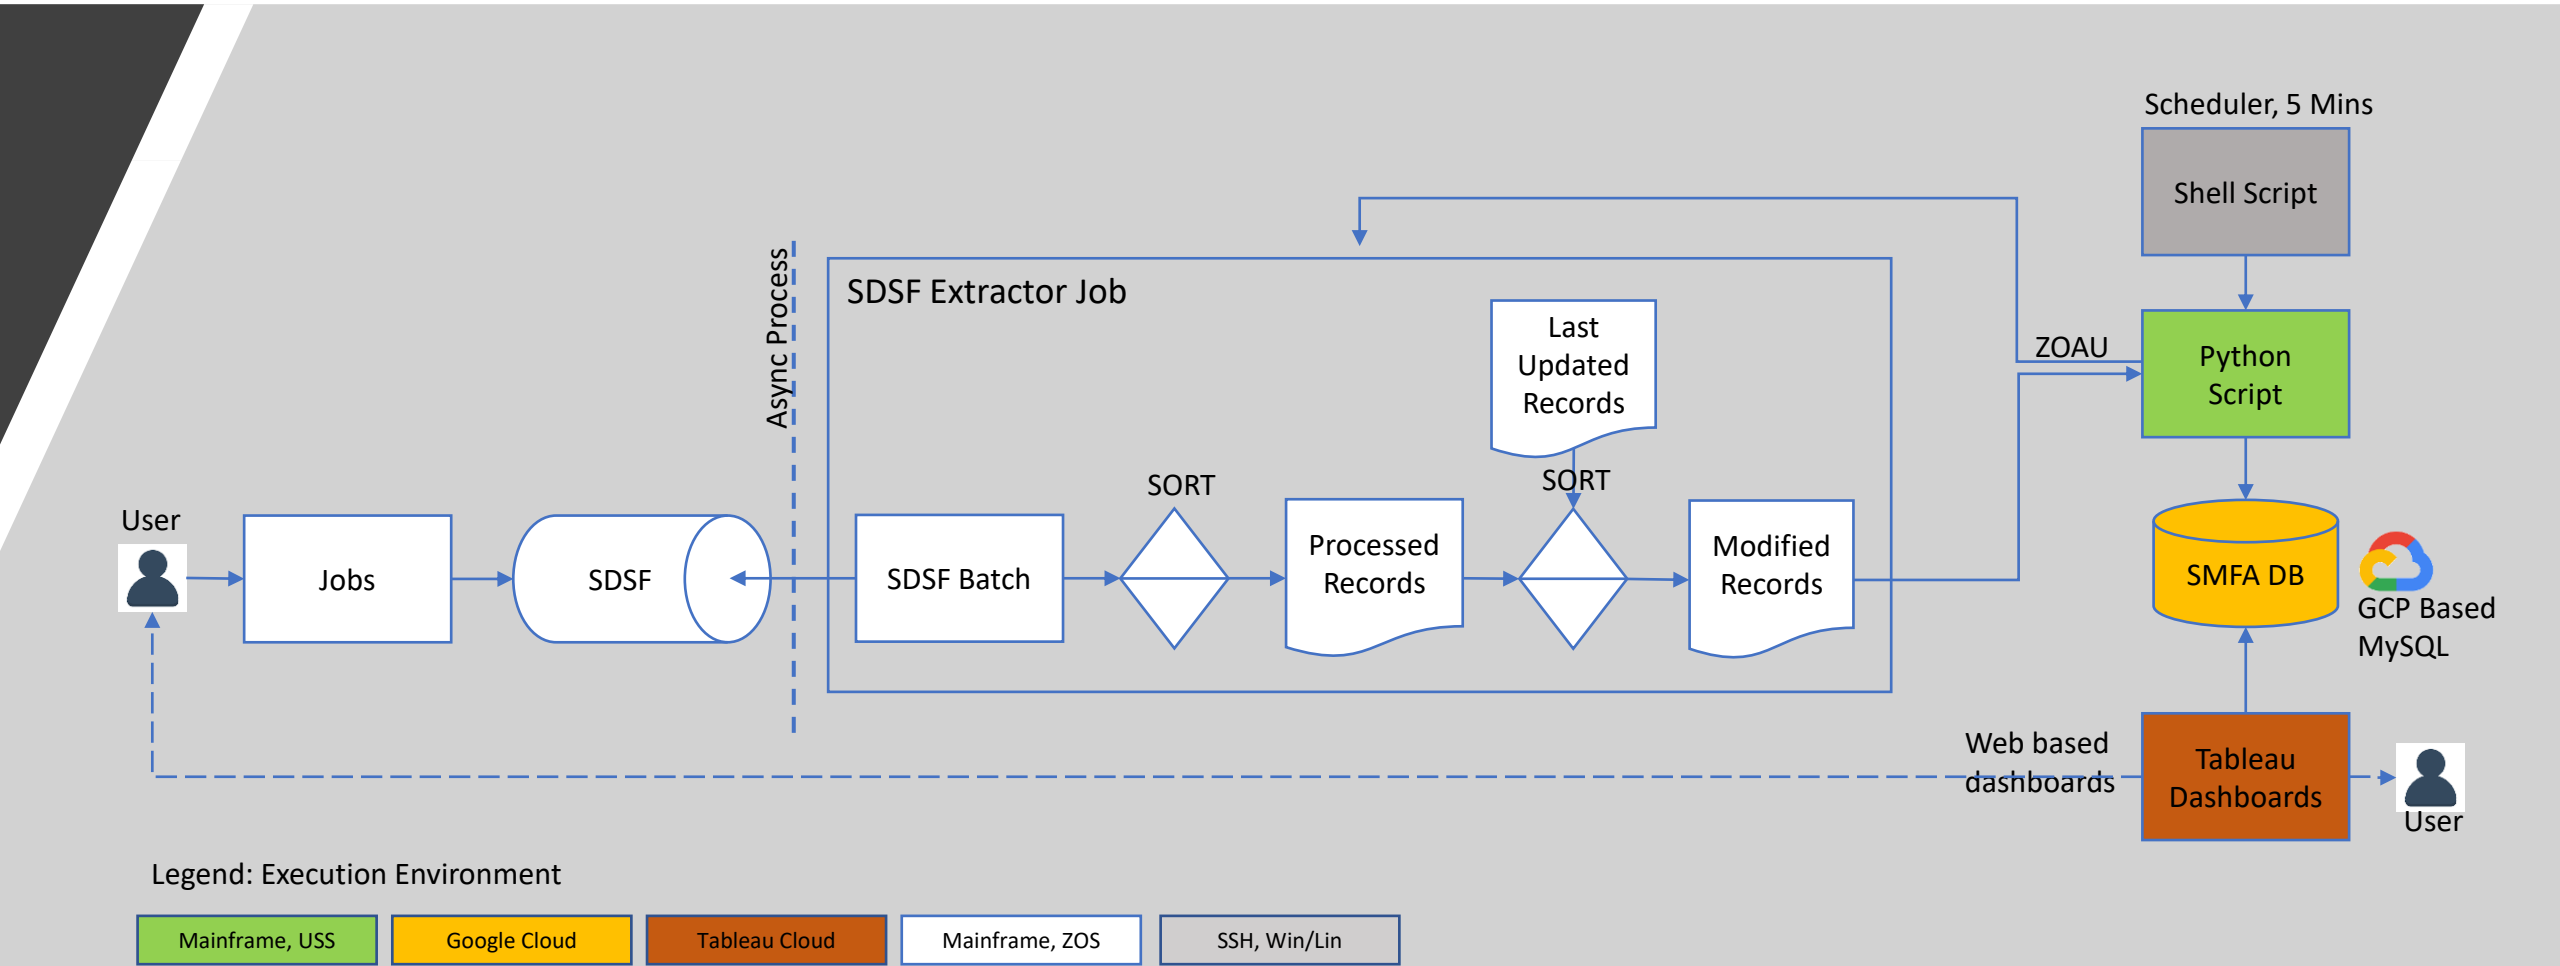 Scheduler, 5 Mins
Shell Script
Async Process
SDSF Extractor Job
Last
Updated
Records
ZOAU
Python
Script
SORT
SORT
User
Jobs
SDSF
SDSF Batch
Processed
Records
Modified
Records
SMFA DB
GCP Based
MySQL
Web based
dashboards
Tableau
Dashboards
User
Legend: Execution Environment
Mainframe, USS
Google Cloud
Tableau Cloud
Mainframe, ZOS
SSH, Win/Lin